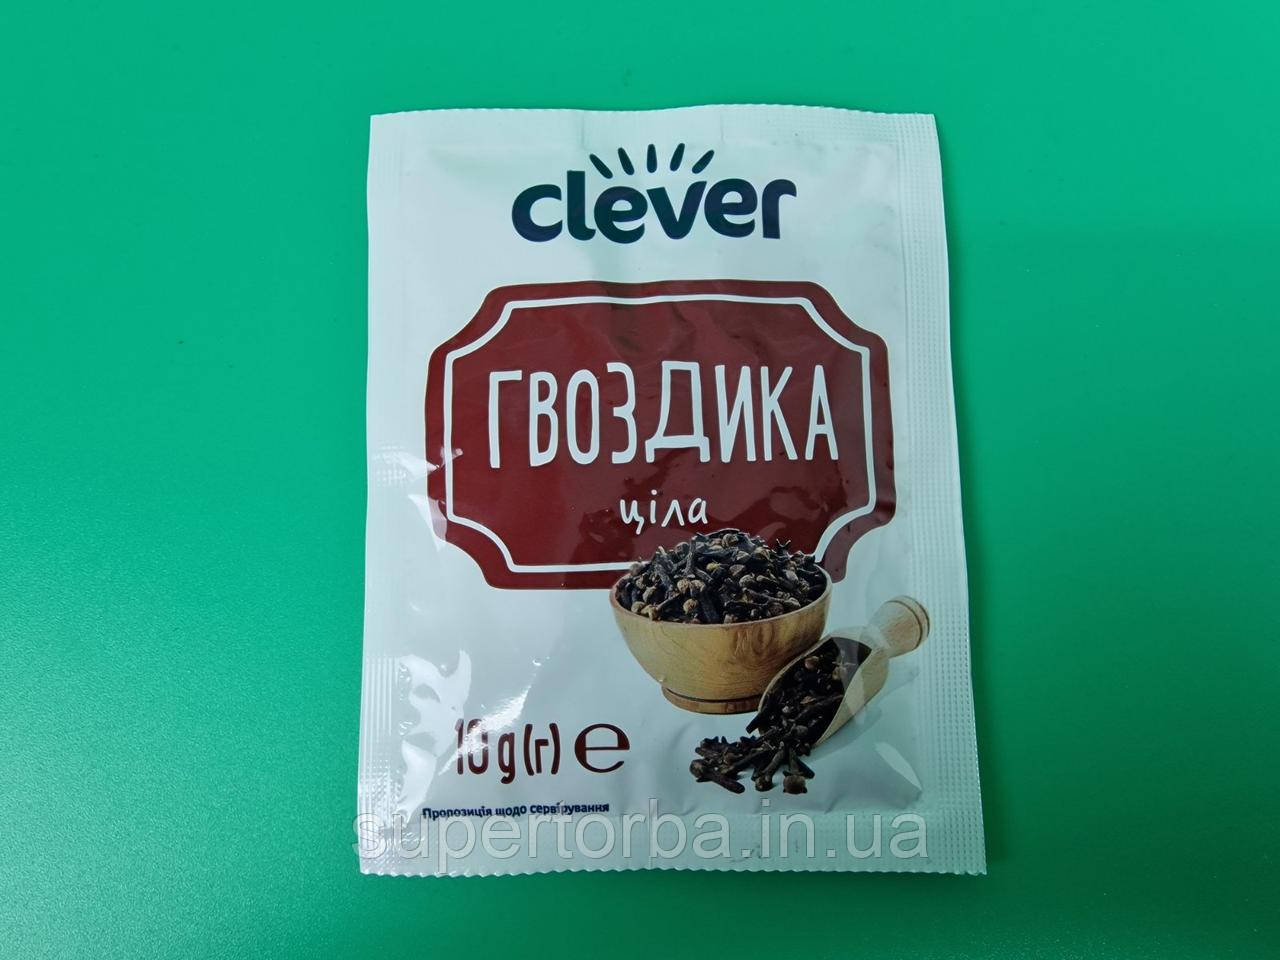 clever
ГВОЗДИКА
ціла
10 g (г) ℮
Пропозиція щодо сервірування
supertorba.in.ua